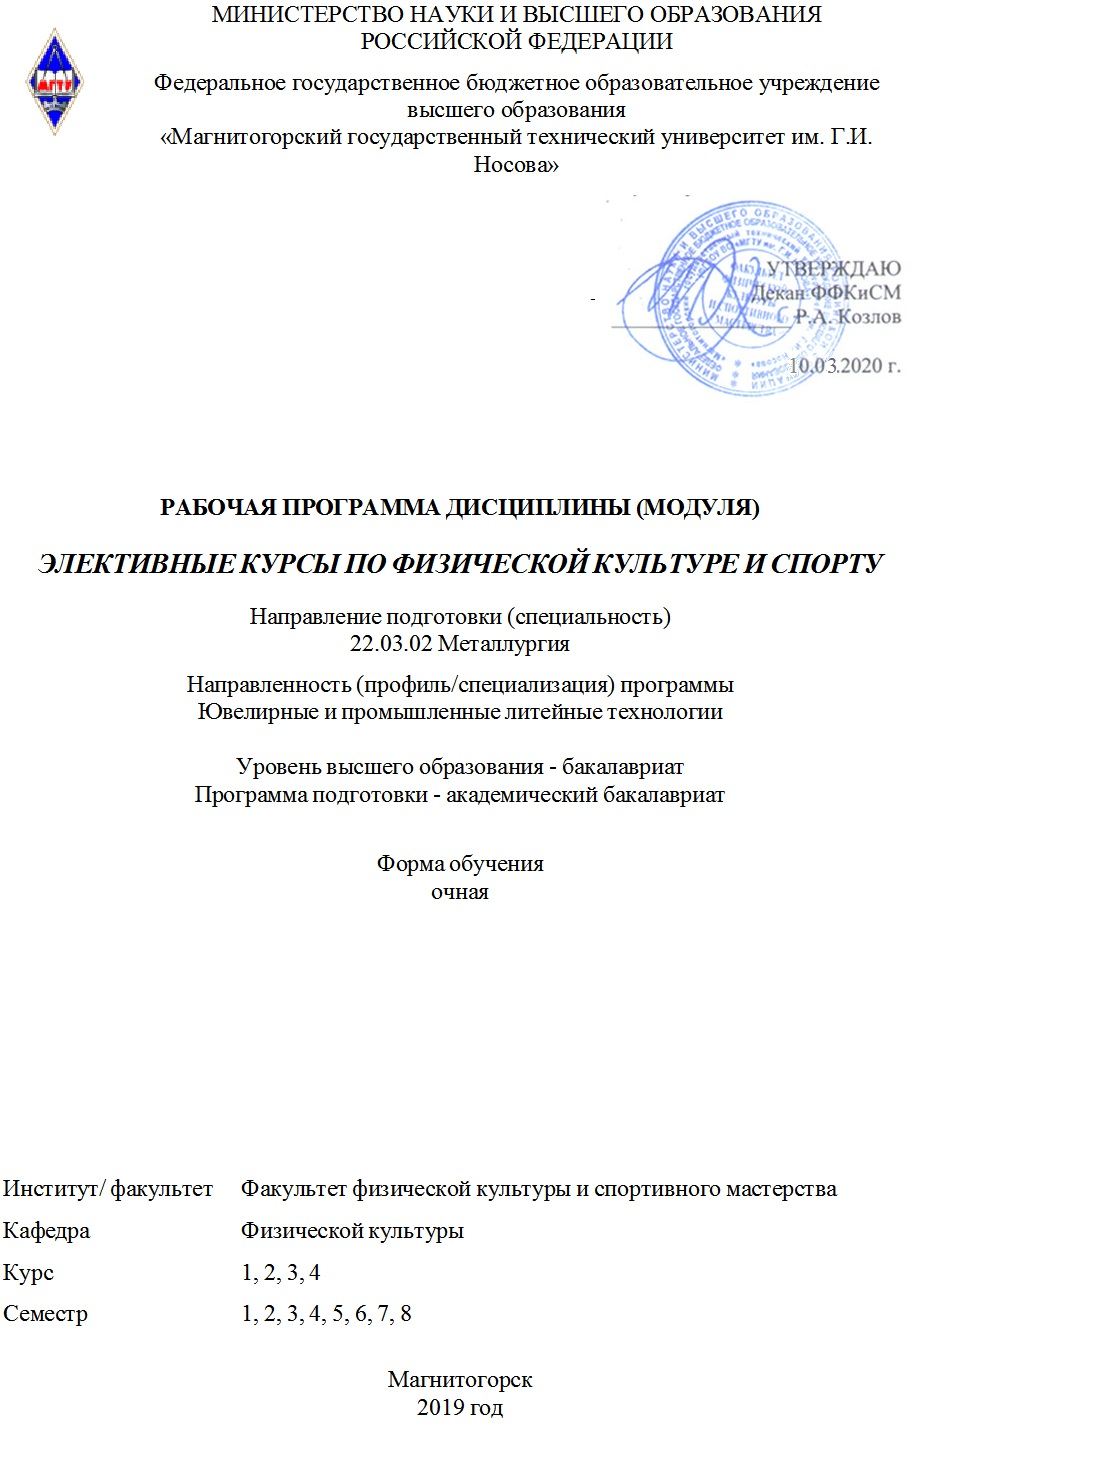 МИНИСТЕРСТВО НАУКИ И ВЫСШЕГО ОБРАЗОВАНИЯ
РОССИЙСКОЙ ФЕДЕРАЦИИ
МГТУ
Федеральное государственное бюджетное образовательное учреждение
высшего образования
«Магнитогорский государственный технический университет им. Г.И.
Носова»
УТВЕРЖДАЮ
Декан ФФКиСМ
Р.А. Козлов
10.03.2020 г.
РАБОЧАЯ ПРОГРАММА ДИСЦИПЛИНЫ (МОДУЛЯ)
ЭЛЕКТИВНЫЕ КУРСЫ ПО ФИЗИЧЕСКОЙ КУЛЬТУРЕ И СПОРТУ
Направление подготовки (специальность)
22.03.02 Металлургия
Направленность (профиль/специализация) программы
Ювелирные и промышленные литейные технологии
Уровень высшего образования - бакалавриат
Программа подготовки - академический бакалавриат
Форма обучения
очная
Институт/ факультет Факультет физической культуры и спортивного мастерства
Кафедра Физической культуры
Курс 1, 2, 3, 4
Семестр 1, 2, 3, 4, 5, 6, 7, 8
Магнитогорск
2019 год